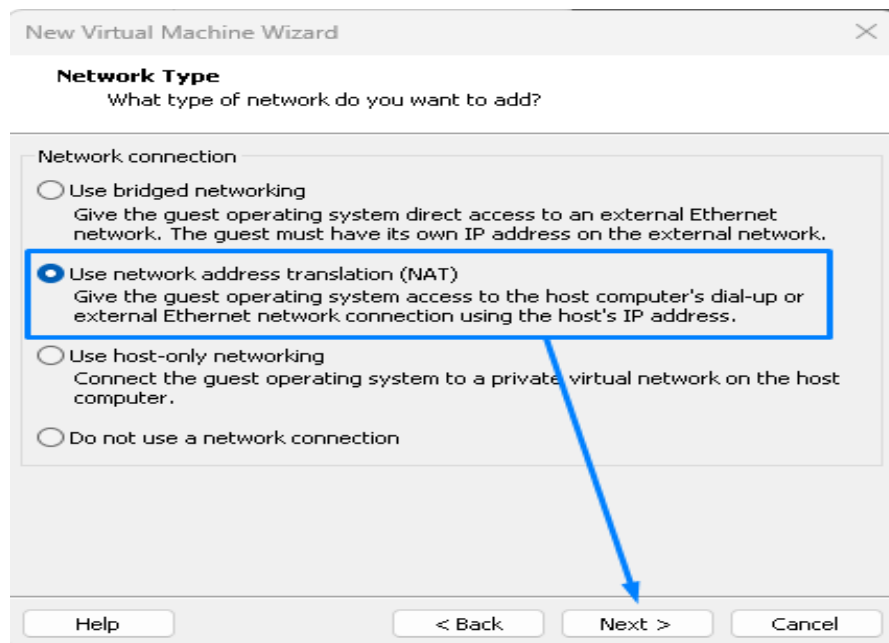 New Virtual Machine Wizard
Network Type
What type of network do you want to add?
Network connection
Use bridged networking
Give the guest operating system direct access to an external Ethernet
network. The guest must have its own IP address on the external network.
Use network address translation (NAT)
Give the guest operating system access to the host computer's dial-up or
external Ethernet network connection using the host's IP address.
Use host-only networking
Connect the guest operating system to a private virtual network on the host
computer.
Do not use a network connection
Help < Back Next > Cancel